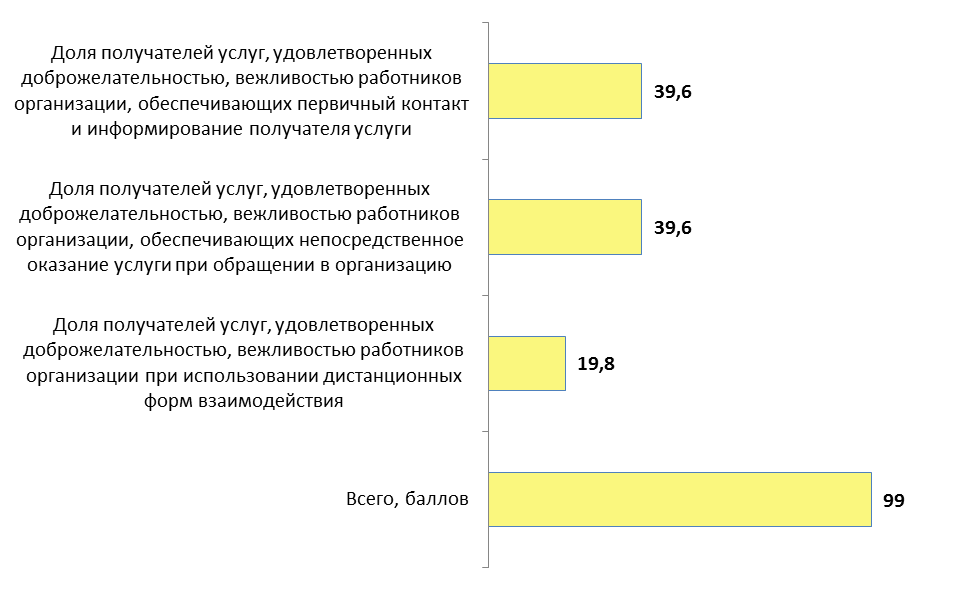 Доля получателей услуг, удовлетворенных
доброжелательностью, вежливостью работников
организации, обеспечивающих первичный контакт
и информирование получателя услуги
39,6
Доля получателей услуг, удовлетворенных
доброжелательностью, вежливостью работников
организации, обеспечивающих непосредственное
оказание услуги при обращении в организацию
39,6
Доля получателей услуг, удовлетворенных
доброжелательностью, вежливостью работников
организации при использовании дистанционных
форм взаимодействия
19,8
Всего, баллов
99